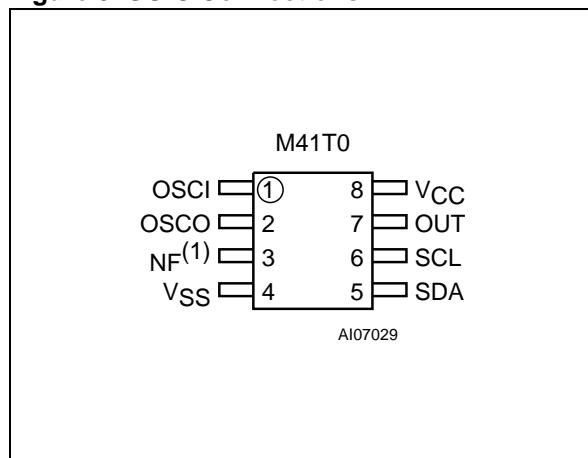 M41T0
OSCI 1 8 VCC
OSCO 2 7 OUT
NF(1) 3 6 SCL
VSS 4 5 SDA
AI07029